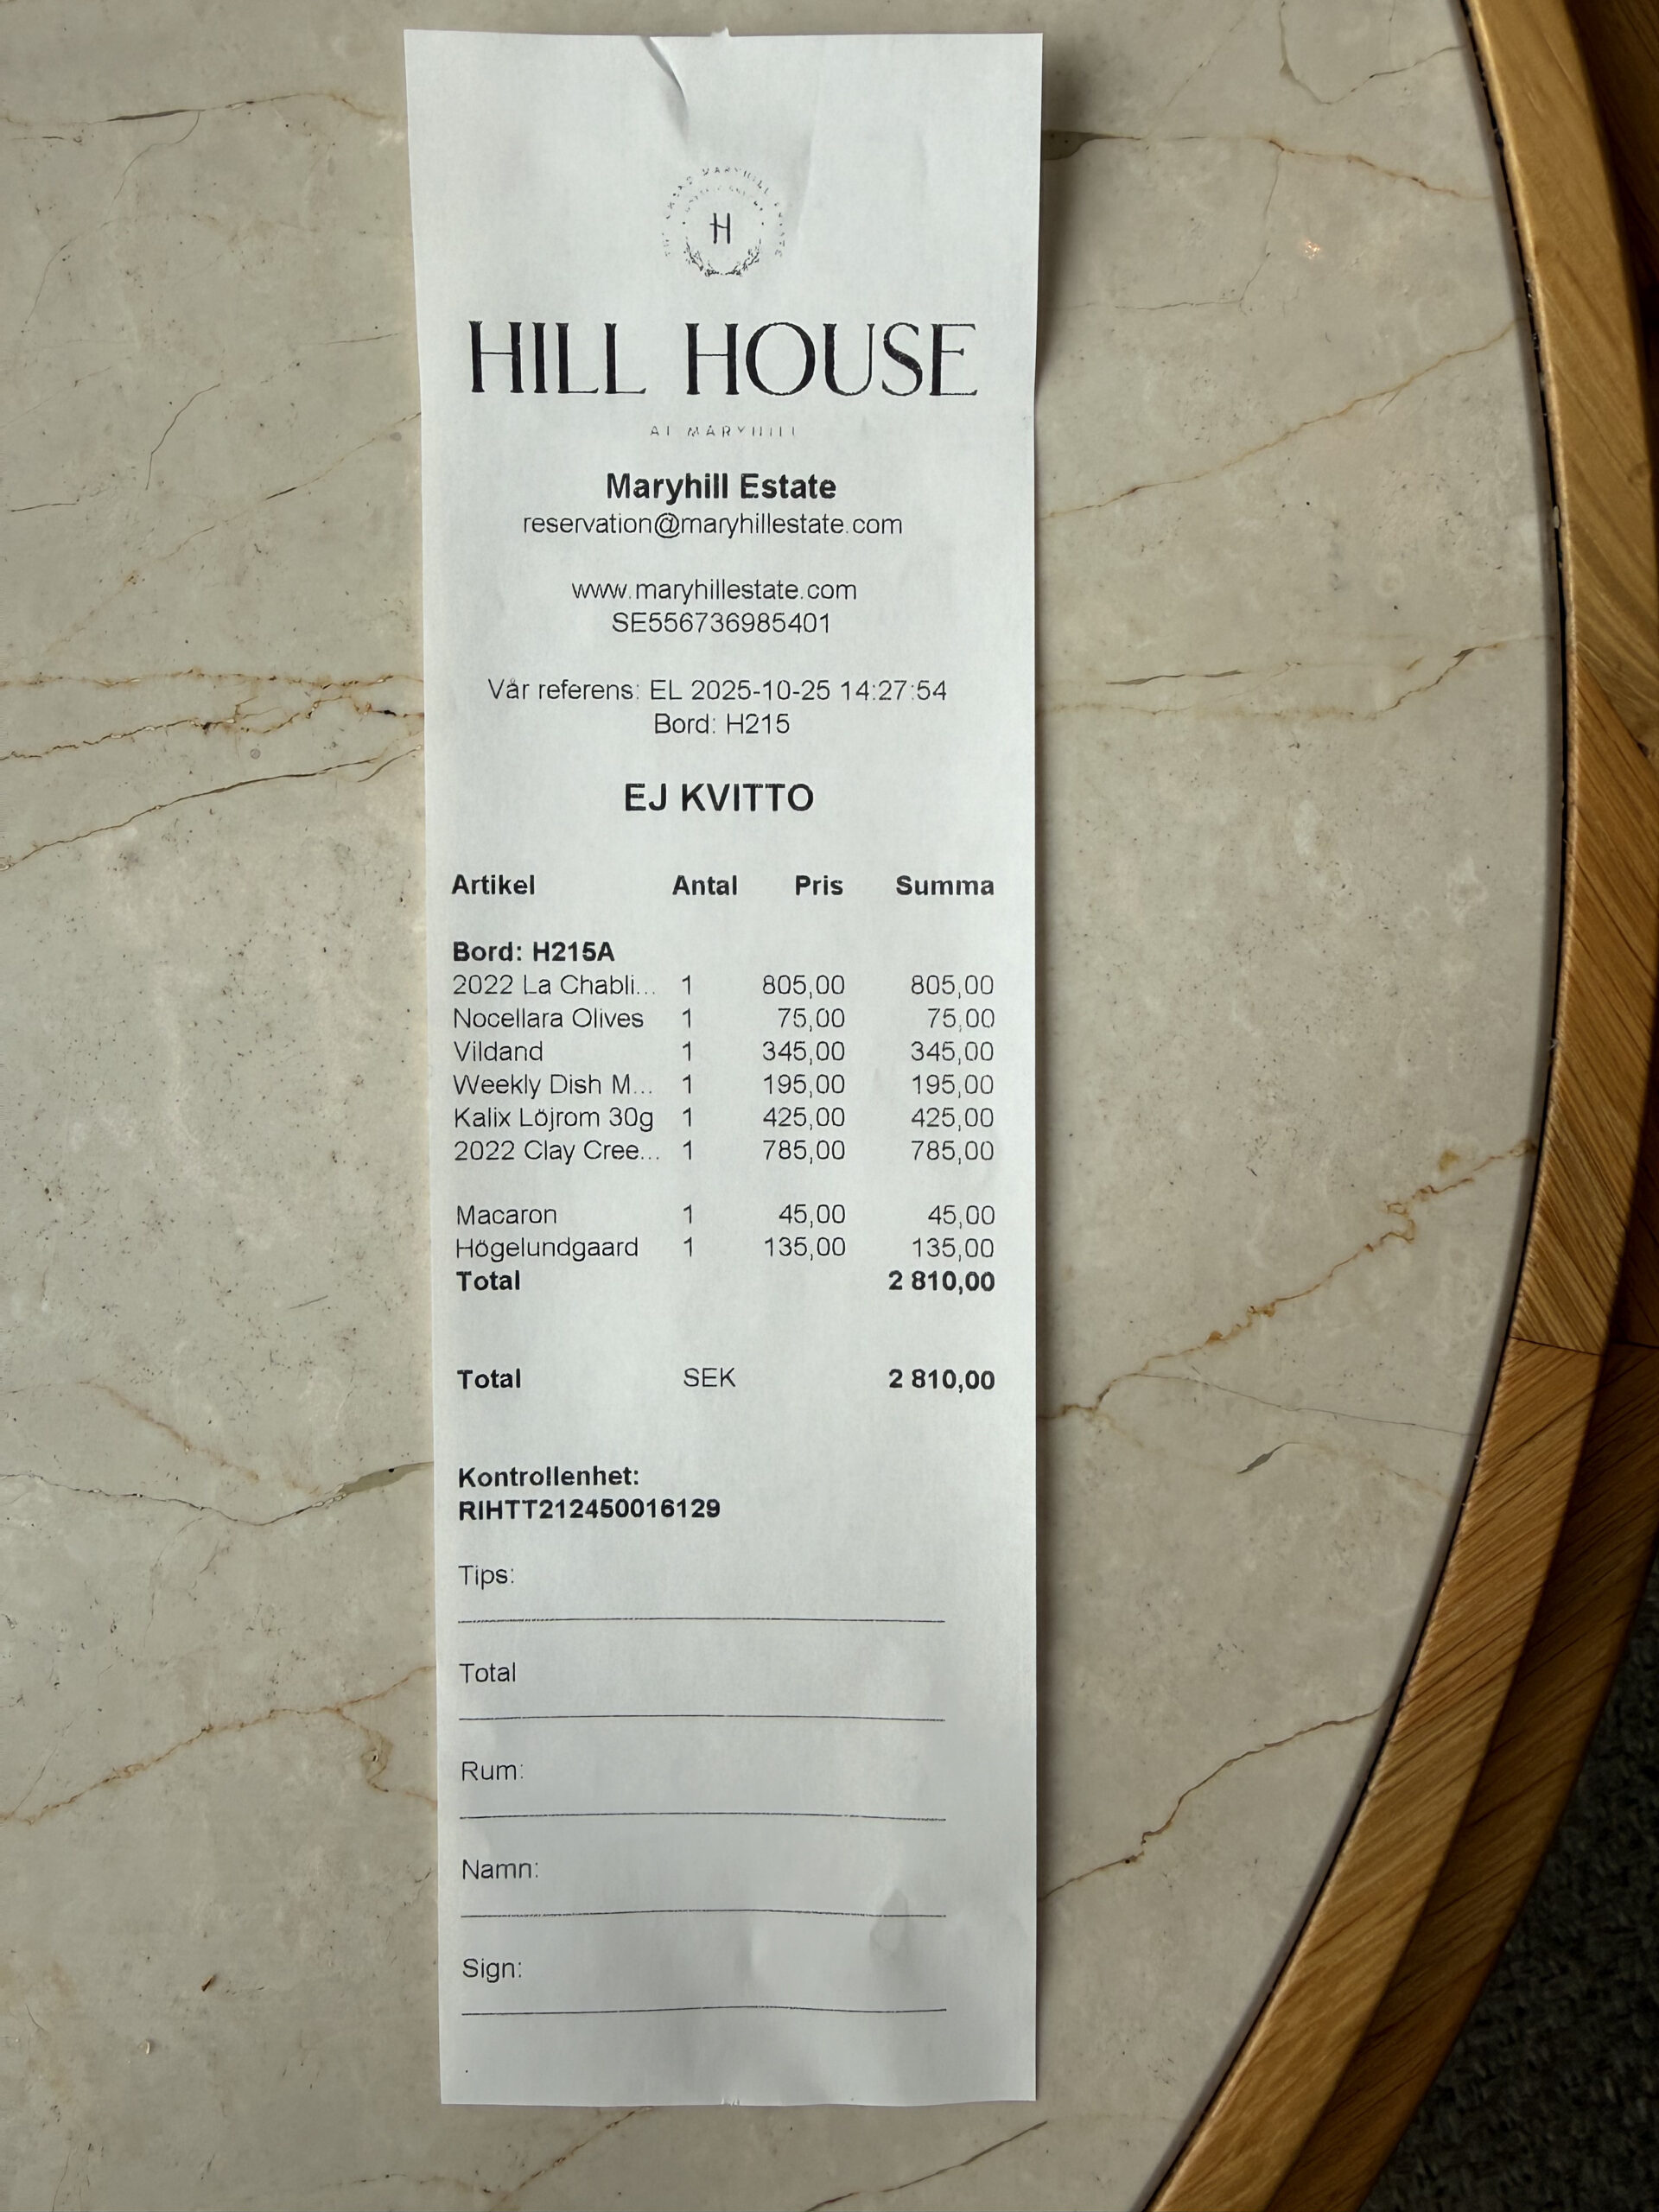 H
HILL HOUSE
AT MARYHILL
Maryhill Estate
reservation@maryhillestate.com
www.maryhillestate.com
SE556736985401
Vår referens: EL 2025-10-25 14:27:54
Bord: H215
EJ KVITTO
Artikel Antal Pris Summa
Bord: H215A
2022 La Chabli... 1 805,00 805,00
Nocellara Olives 1 75,00 75,00
Vildand 1 345,00 345,00
Weekly Dish M... 1 195,00 195,00
Kalix Löjrom 30g 1 425,00 425,00
2022 Clay Cree... 1 785,00 785,00
Macaron 1 45,00 45,00
Högelundgaard 1 135,00 135,00
Total 2 810,00
Total SEK 2 810,00
Kontrollenhet:
RIHTT212450016129
Tips:
Total
Rum:
Namn:
Sign: